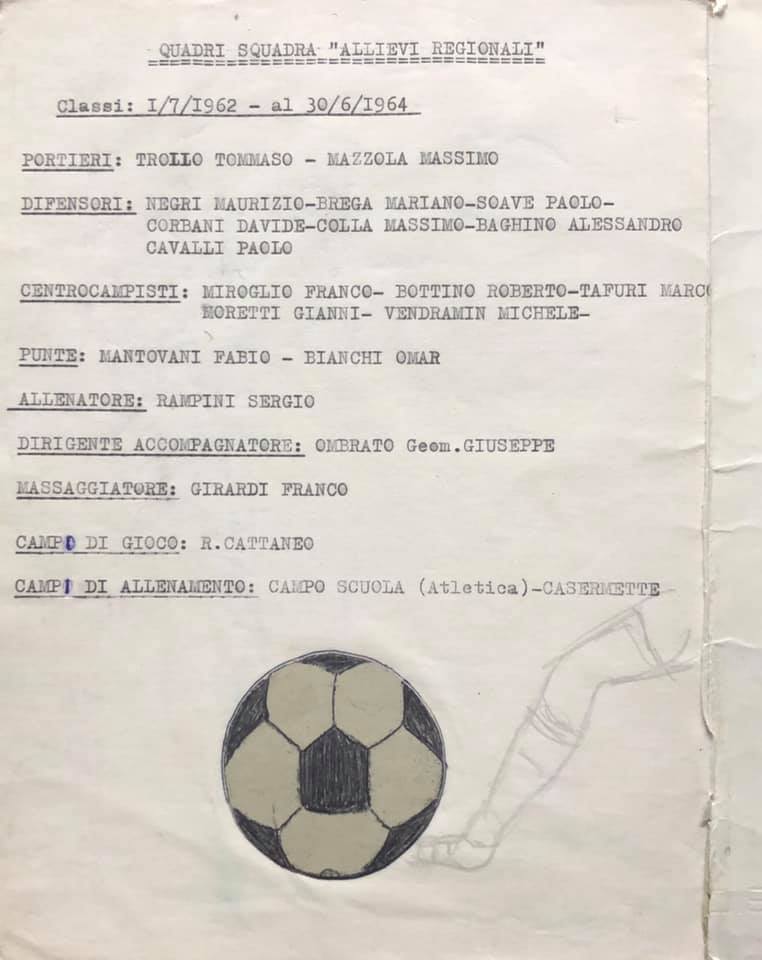 QUADRI SQUADRA "ALLIEVI REGIONALI"
Classi: I/7/I962 - al 30/6/I964
PORTIERI: TROLLO TOMMASO - MAZZOLA MASSIMO
DIFENSORI: NEGRI MAURIZIO-BREGA MARIANO-SOAVE PAOLO-
CORBANI DAVIDE-COLLA MASSIMO-BAGHINO ALESSANDRO
CAVALLI PAOLO
CENTROCAMPISTI: MIROGLIO FRANCO- BOTTINO ROBERTO-TAFURI MARCO
MORETTI GIANNI- VENDRAMIN MICHELE-
PUNTE: MANTOVANI FABIO - BIANCHI OMAR
ALLENATORE: RAMPINI SERGIO
DIRIGENTE ACCOMPAGNATORE: OMBRATO Geom.GIUSEPPE
MASSAGGIATORE: GIRARDI FRANCO
CAMPO DI GIOCO: R.CATTANEO
CAMPI DI ALLENAMENTO: CAMPO SCUOLA (Atletica)-CASERMETTE